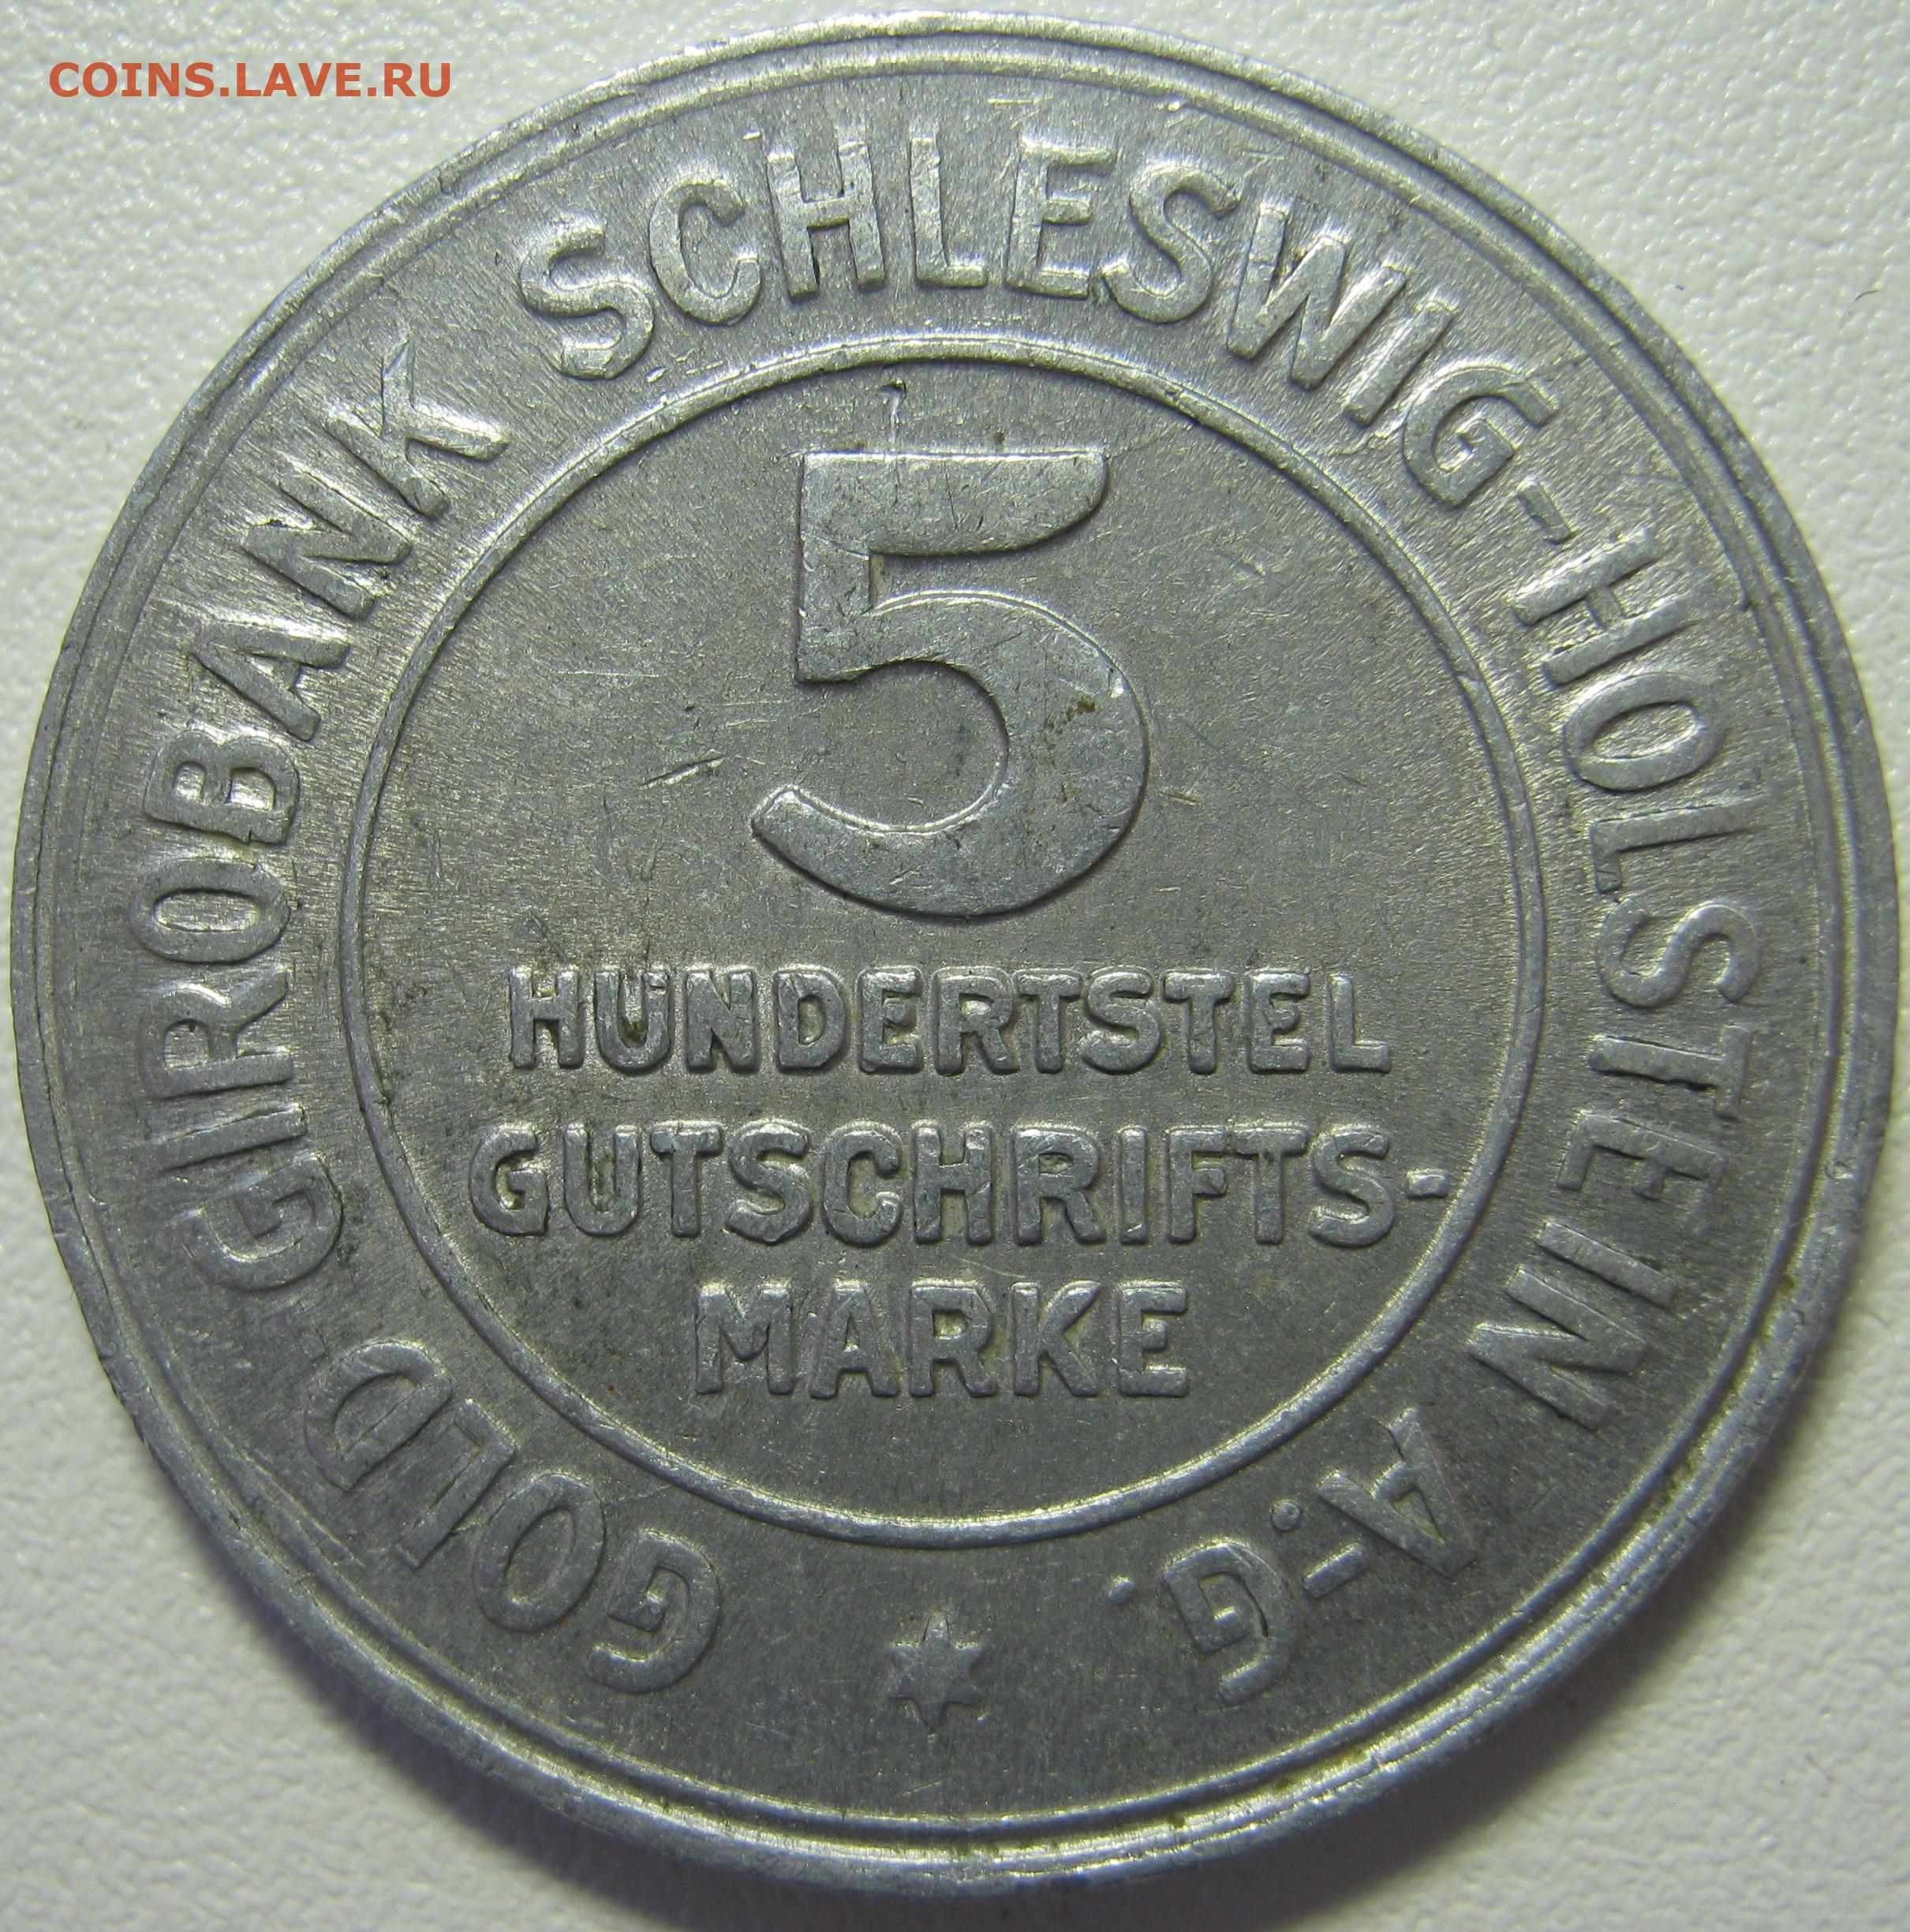 COINS.LAVE.RU
GOLD GIROBANK SCHLESWIG-HOLSTEIN A.-G.
5
HUNDERTSTEL
GUTSCHRIFTS-
MARKE